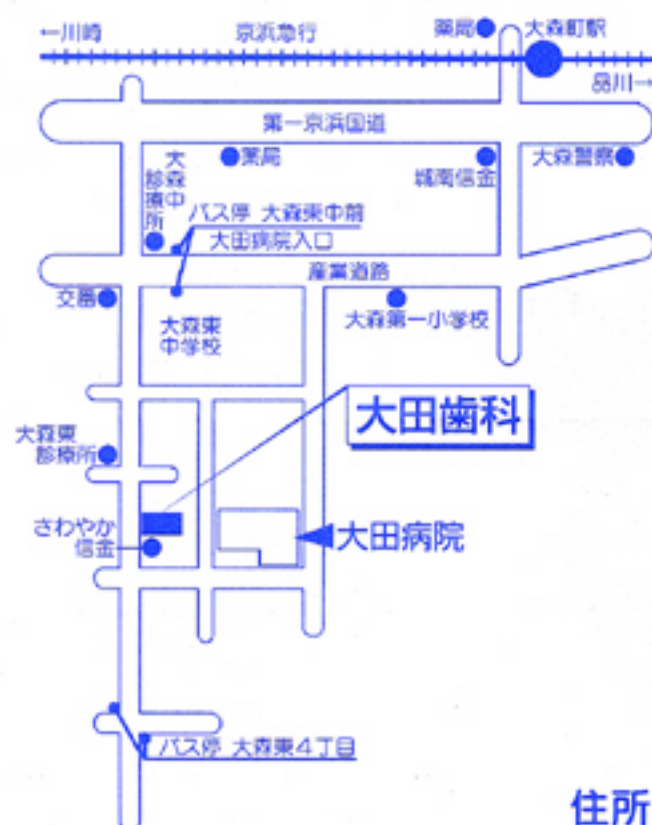 ←川崎
京浜急行
薬局
大森町駅
品川→
第一京浜国道
大森中
診療所
薬局
城南信金
大森警察
バス停 大森東中前
大田病院入口
産業道路
交番
大森東
中学校
大森第一小学校
大田歯科
大森東
診療所
さわやか
信金
大田病院
バス停 大森東4丁目
住所